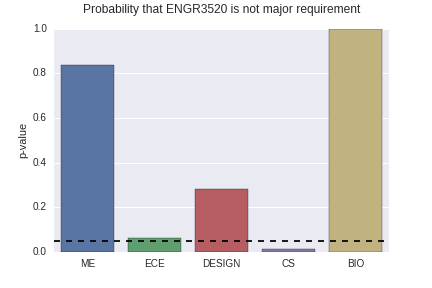 Probability that ENGR3520 is not major requirement
1.0
0.8
0.6
0.4
0.2
0.0
p-value
ME ECE DESIGN CS BIO